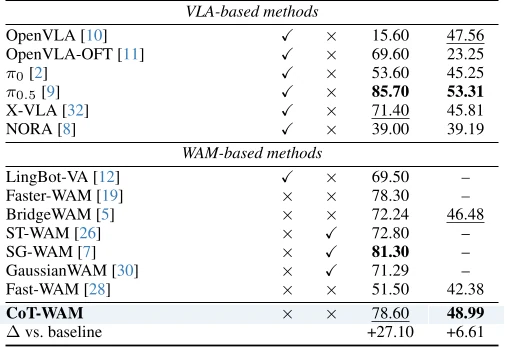 VLA-based methods
OpenVLA [10] ✓ × 15.60 47.56
OpenVLA-OFT [11] ✓ × 69.60 23.25
π0 [2] ✓ × 53.60 45.25
π0.5 [9] ✓ × 85.70 53.31
X-VLA [32] ✓ × 71.40 45.81
NORA [8] ✓ × 39.00 39.19
WAM-based methods
LingBot-VA [12] ✓ × 69.50 –
Faster-WAM [19] × × 78.30 –
BridgeWAM [5] × × 72.24 46.48
ST-WAM [26] × ✓ 72.80 –
SG-WAM [7] × ✓ 81.30 –
GaussianWAM [30] × ✓ 71.29 –
Fast-WAM [28] × × 51.50 42.38
CoT-WAM × × 78.60 48.99
Δ vs. baseline +27.10 +6.61